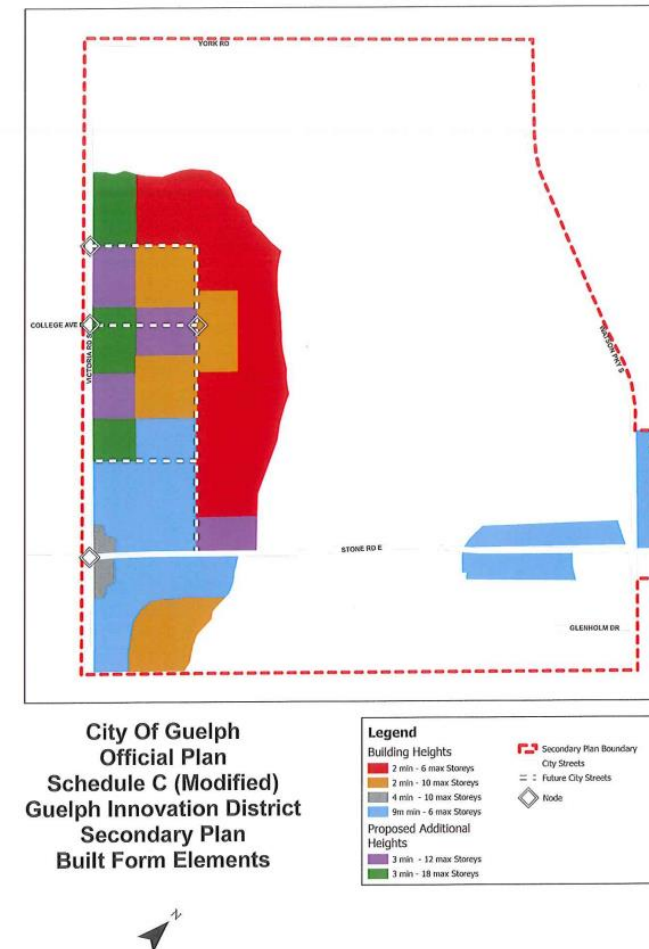 YORK RD
COLLEGE AVE E
VICTORIA RD S
WATSON PKY S
STONE RD E
GLENHOLM DR
City Of Guelph
Official Plan
Schedule C (Modified)
Guelph Innovation District
Secondary Plan
Built Form Elements
Legend
Building Heights
2 min - 6 max Storeys
2 min - 10 max Storeys
4 min - 10 max Storeys
9m min - 6 max Storeys
Proposed Additional
Heights
3 min - 12 max Storeys
3 min - 18 max Storeys
Secondary Plan Boundary
City Streets
Future City Streets
Node
N